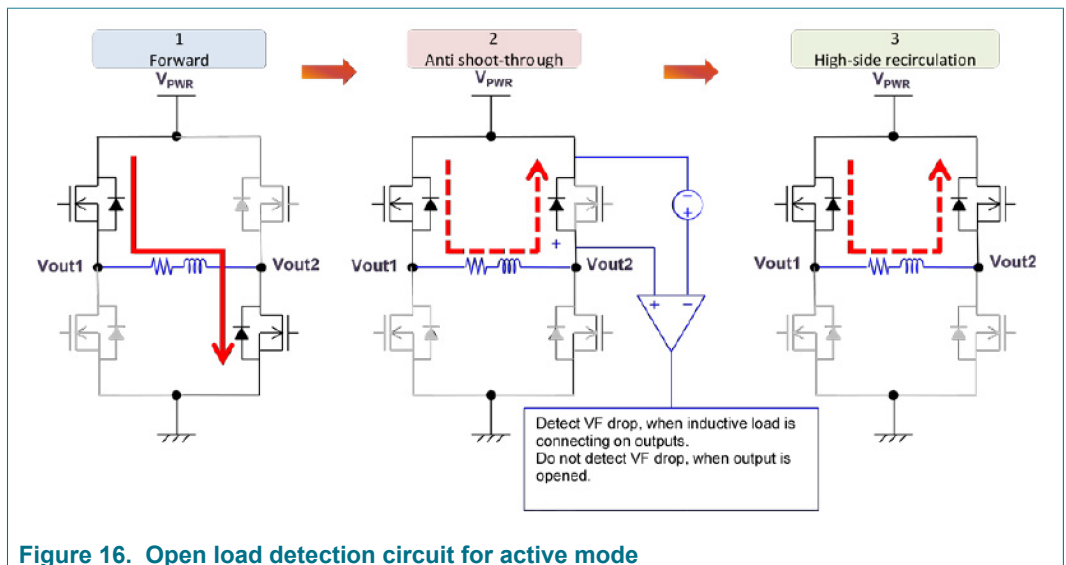 1
Forward
2
Anti shoot-through
3
High-side recirculation
VPWR
VPWR
VPWR
Vout1
Vout2
Vout1
Vout2
Vout1
Vout2
+
−
+
+
−
Detect VF drop, when inductive load is
connecting on outputs.
Do not detect VF drop, when output is
opened.
Figure 16. Open load detection circuit for active mode